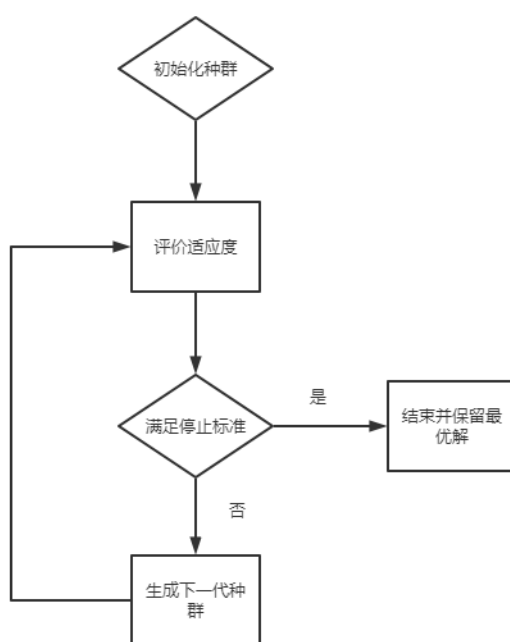 初始化种群
评价适应度
满足停止标准
是
结束并保留最
优解
否
生成下一代种
群